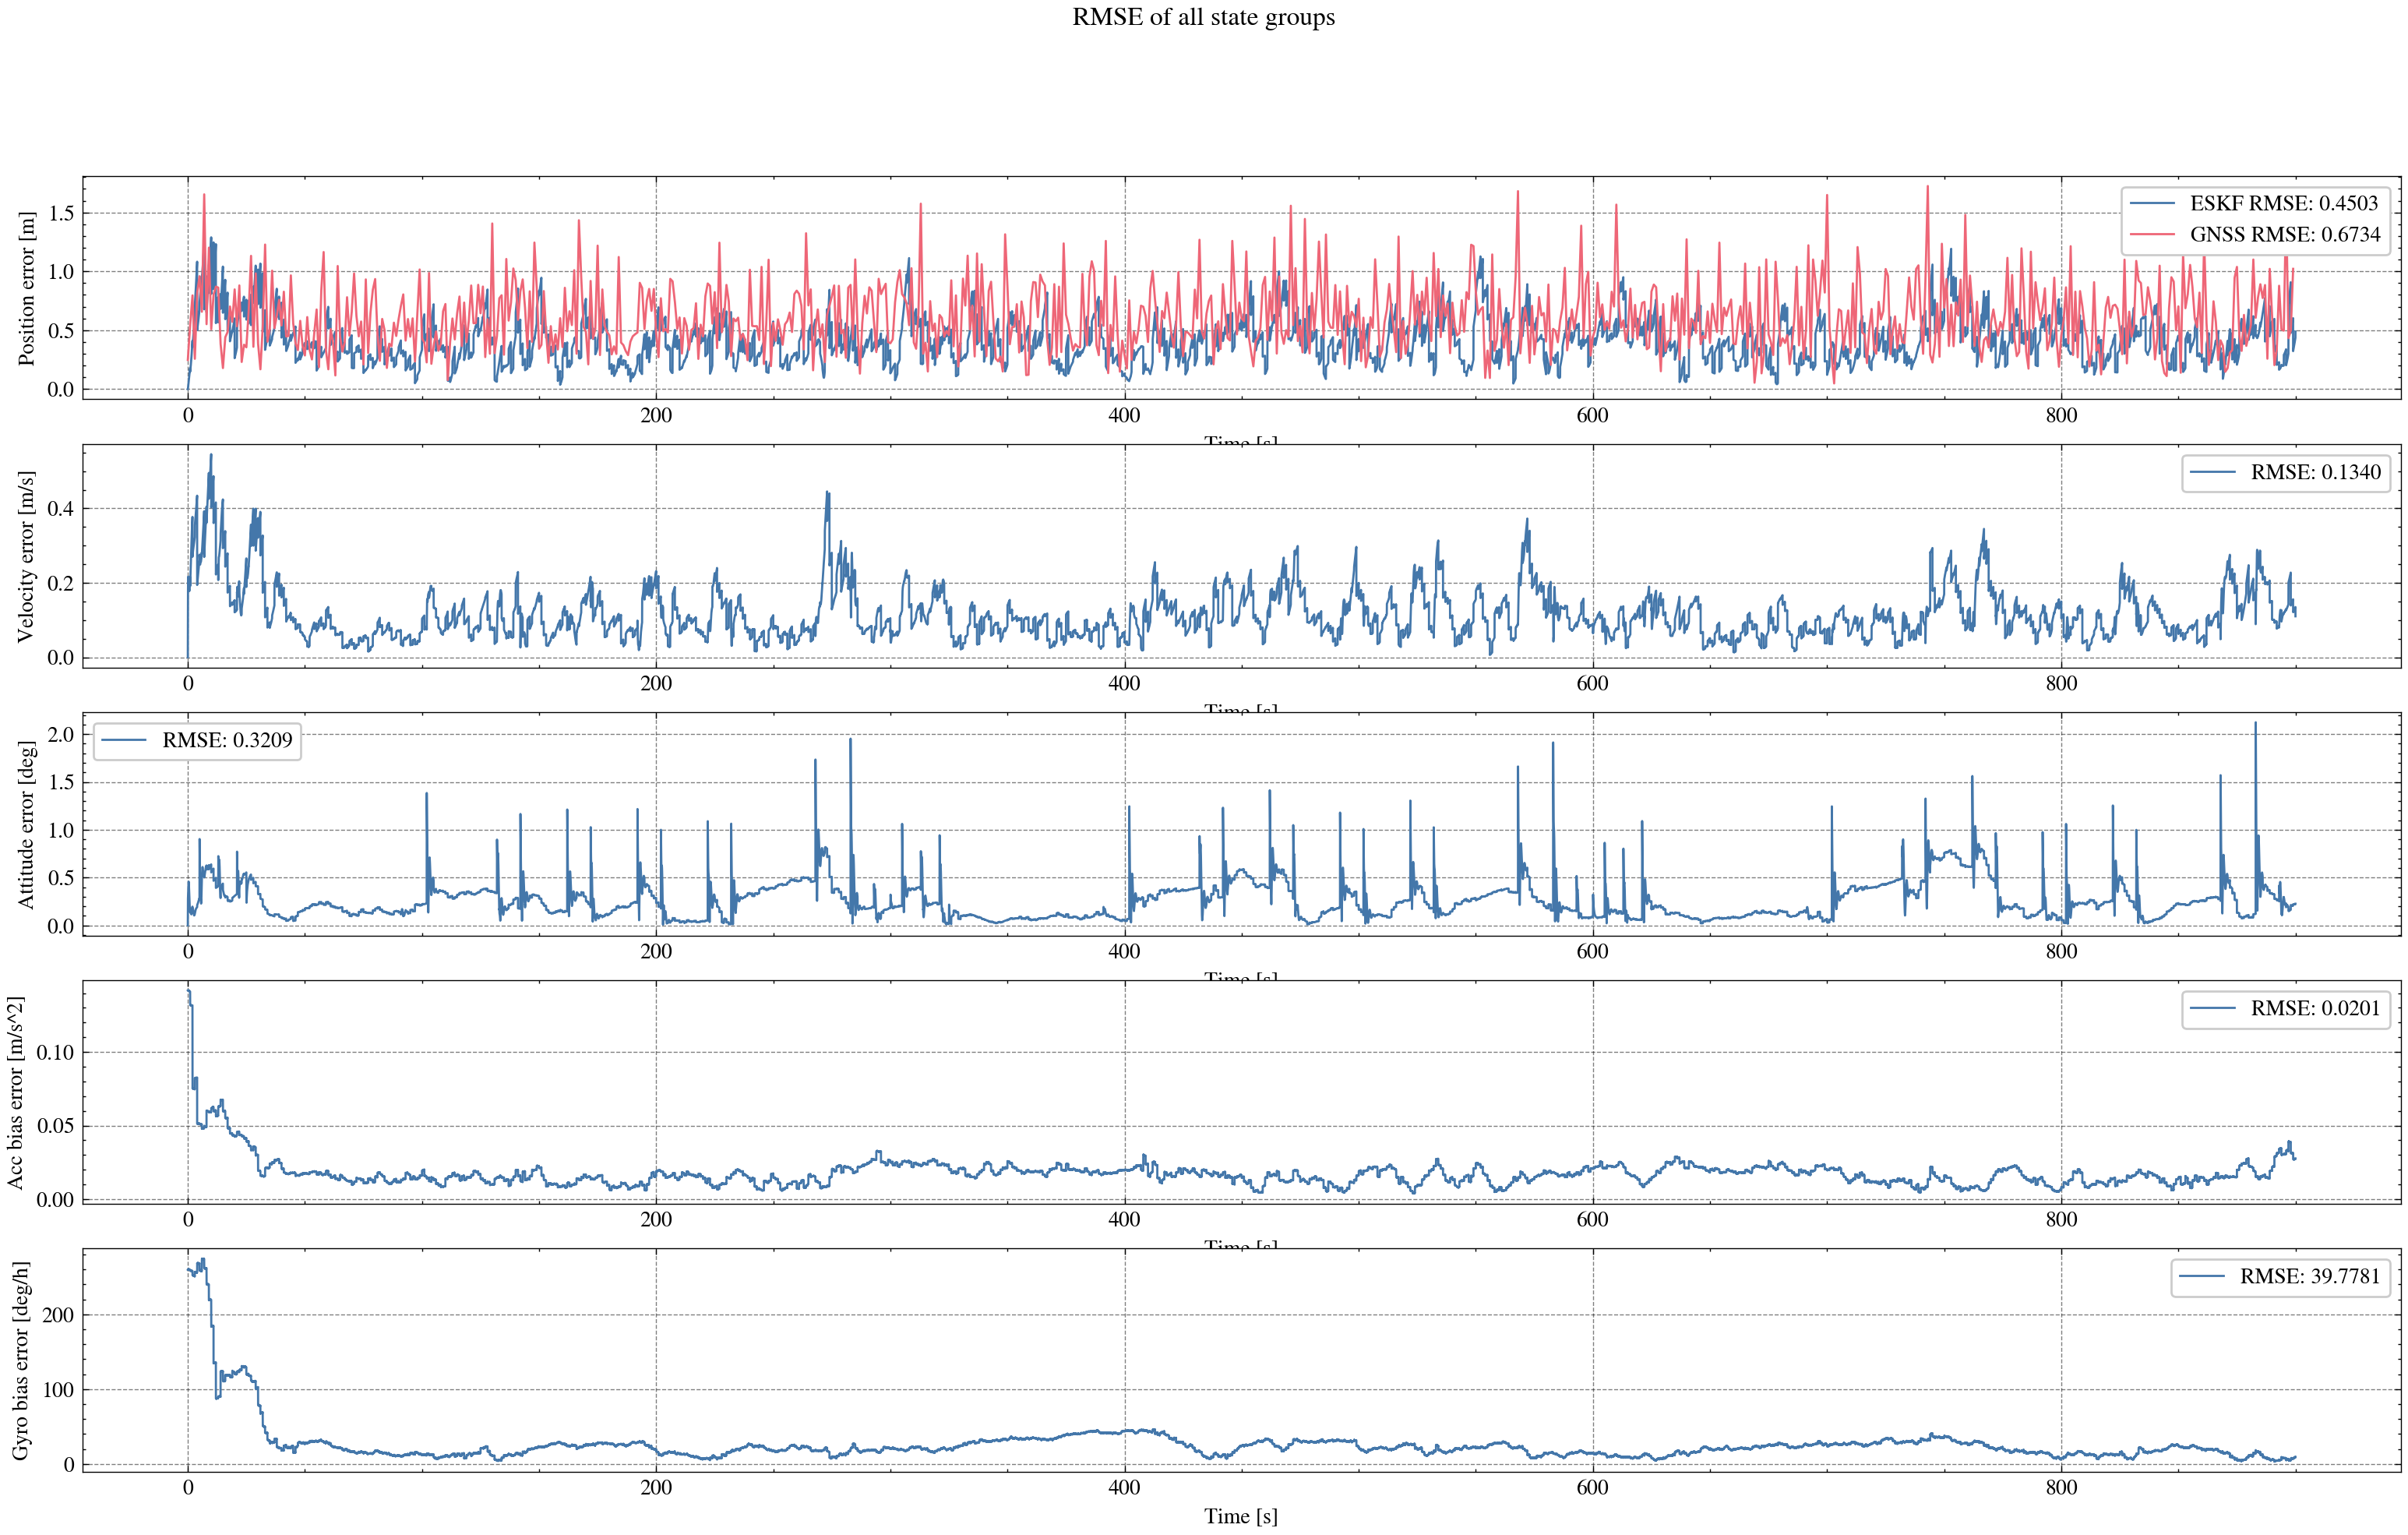 RMSE of all state groups
Position error [m]
1.5
1.0
0.5
0.0
ESKF RMSE: 0.4503
GNSS RMSE: 0.6734
0 200 400 600 800
Time [s]
Velocity error [m/s]
0.4
0.2
0.0
RMSE: 0.1340
0 200 400 600 800
Time [s]
Attitude error [deg]
2.0
1.5
1.0
0.5
0.0
RMSE: 0.3209
0 200 400 600 800
Time [s]
Acc bias error [m/s^2]
0.10
0.05
0.00
RMSE: 0.0201
0 200 400 600 800
Time [s]
Gyro bias error [deg/h]
200
100
0
RMSE: 39.7781
0 200 400 600 800
Time [s]